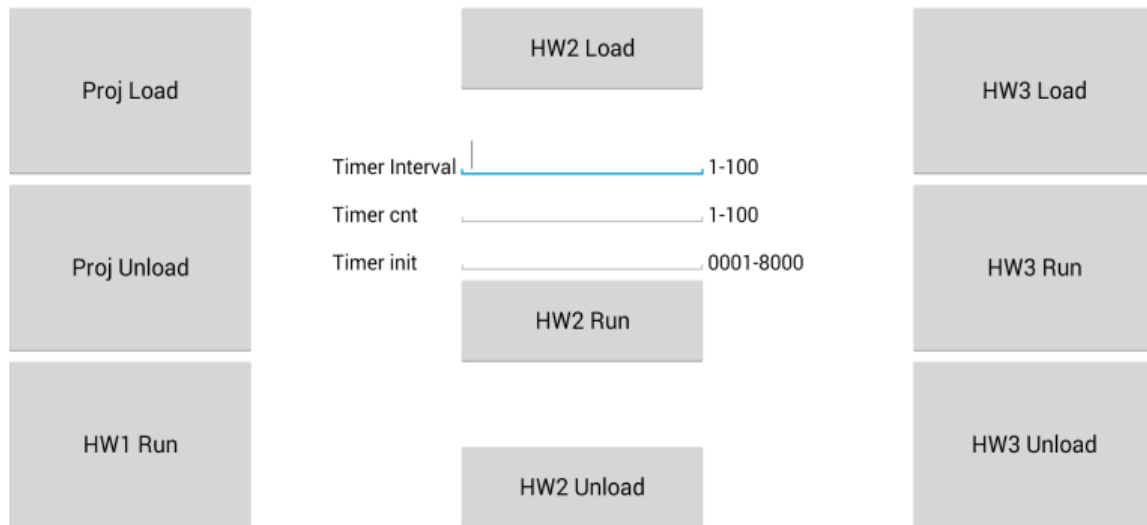 Proj Load
Proj Unload
HW1 Run
HW2 Load
Timer Interval 1-100
Timer cnt 1-100
Timer init 0001-8000
HW2 Run
HW2 Unload
HW3 Load
HW3 Run
HW3 Unload